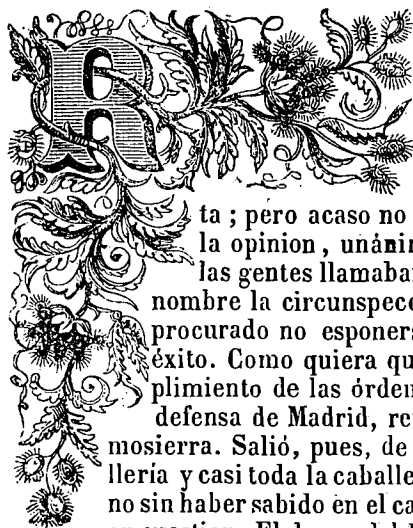 R
ta; pero acaso no
la opinion, unánim
las gentes llamaba
nombre la circunspecc
procurado no esponers
éxito. Como quiera qu
plimiento de las órden
defensa de Madrid, re
mosierra. Salió, pues, de
llería y casi toda la caballe
no sin haber sabido en el ca